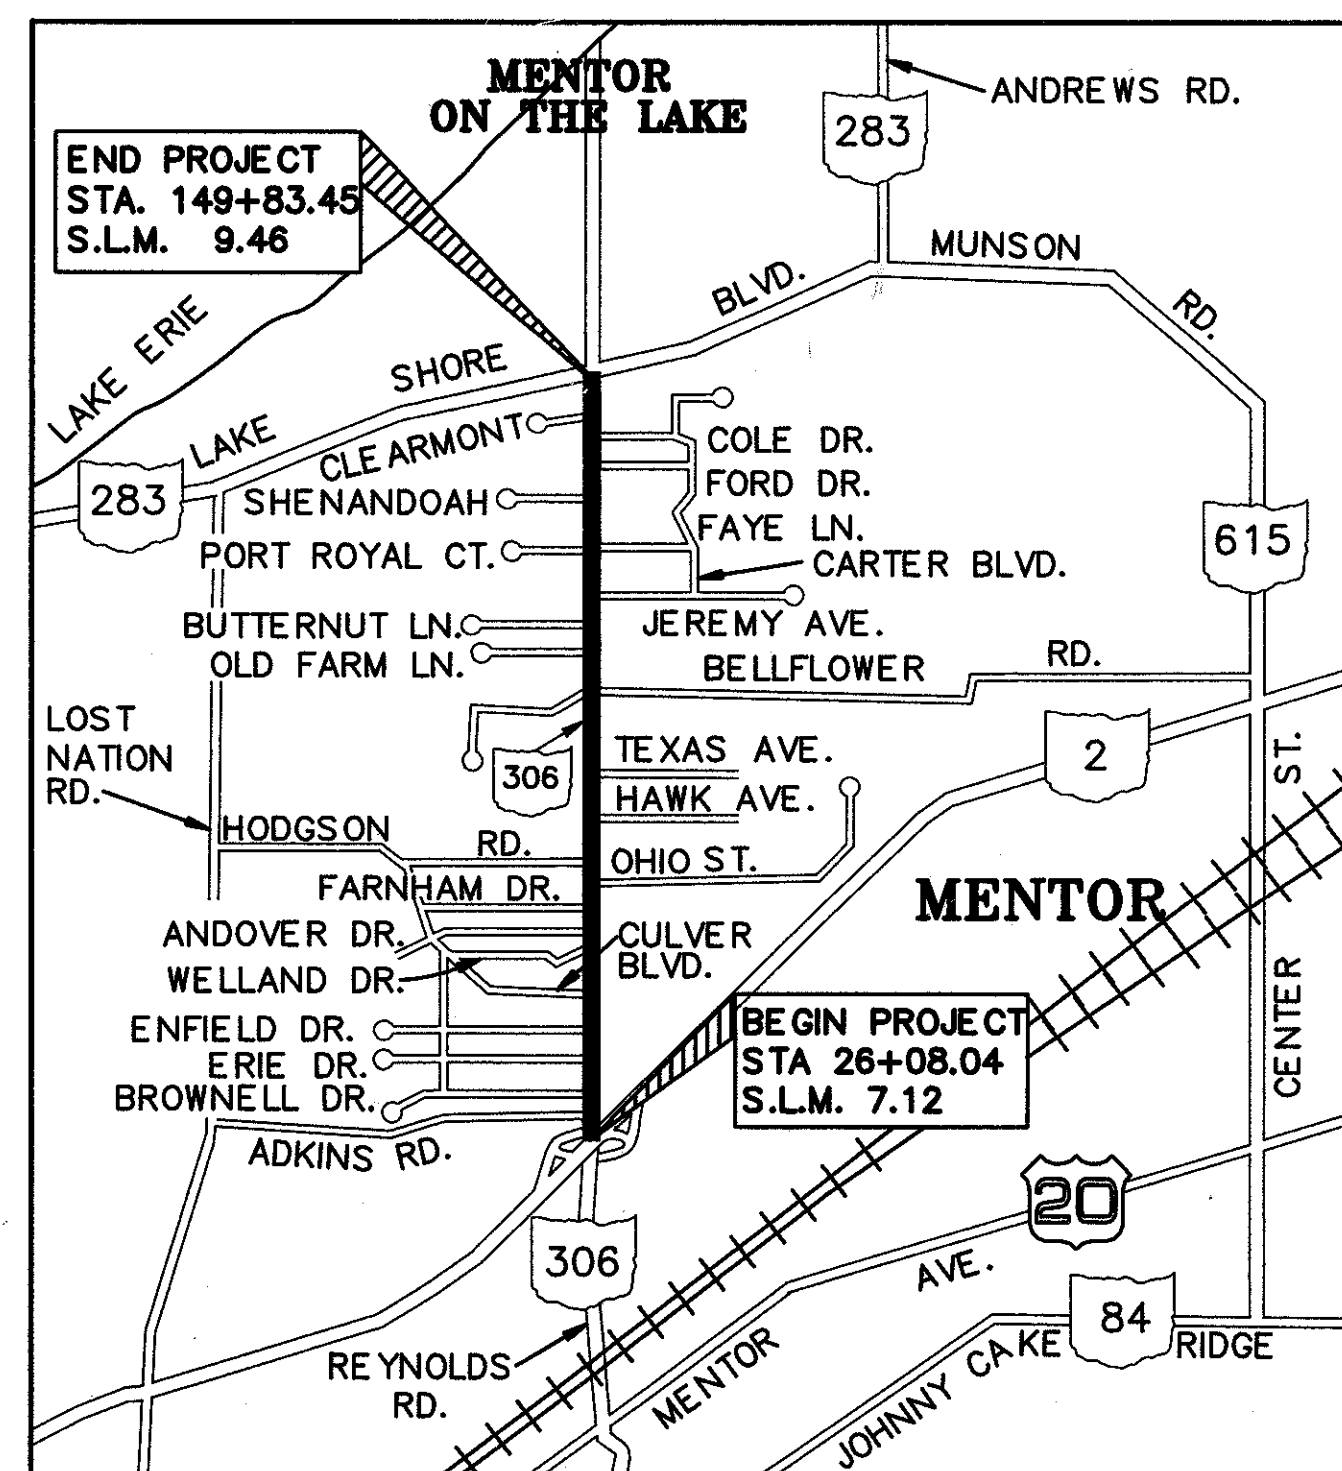 MENTOR
ON THE LAKE
ANDREWS RD.
283
END PROJECT
STA. 149+83.45
S.L.M. 9.46
MUNSON
RD.
LAKE ERIE
LAKE SHORE BLVD.
283
CLEARMONT
COLE DR.
SHENANDOAH
FORD DR.
FAYE LN.
615
PORT ROYAL CT.
CARTER BLVD.
BUTTERNUT LN.
JEREMY AVE.
OLD FARM LN.
BELLFLOWER RD.
LOST
NATION
RD.
306
TEXAS AVE.
2
HAWK AVE.
HODGSON RD.
OHIO ST.
FARNHAM DR.
MENTOR
ANDOVER DR.
CULVER
BLVD.
WELLAND DR.
CENTER ST.
BEGIN PROJECT
STA 26+08.04
S.L.M. 7.12
ENFIELD DR.
ERIE DR.
BROWNELL DR.
ADKINS RD.
20
306
MENTOR AVE.
84
REYNOLDS
RD.
JOHNNY CAKE RIDGE